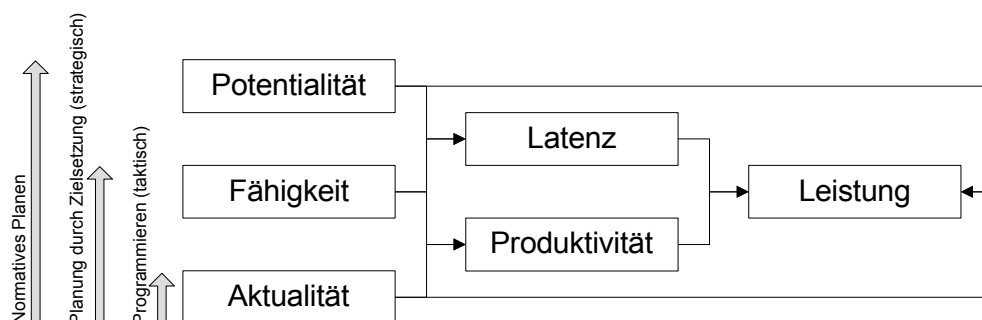 Normatives Planen
Planung durch Zielsetzung (strategisch)
Programmieren (taktisch)
Potentialität
Fähigkeit
Aktualität
Latenz
Produktivität
Leistung